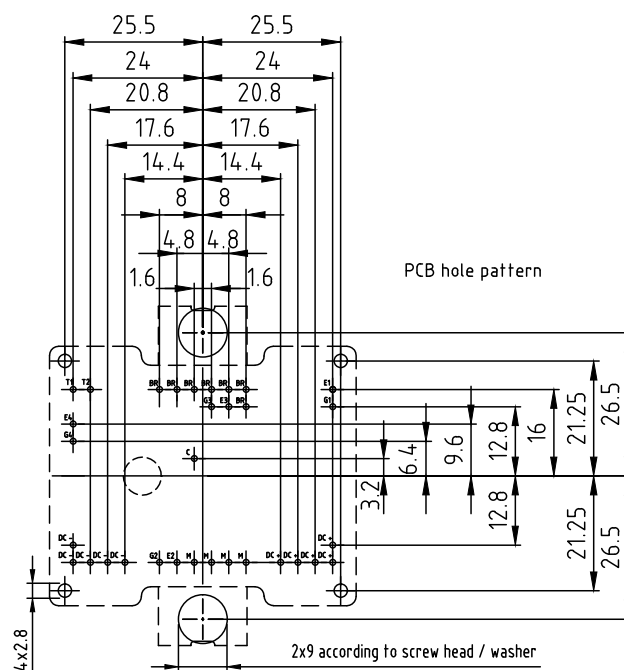 25.5 25.5
24 24
20.8 20.8
17.6 17.6
14.4 14.4
8 8
4.8 4.8
1.6 1.6
PCB hole pattern
T1 T2 BR BR BR BR BR BR E1
G3 E3 BR G1
E4
G4
C
3.2
6.4
9.6
12.8
16
21.25
26.5
12.8
21.25
26.5
DC - DC +
DC - DC - DC - DC - G2 E2 M M M M DC + DC + DC + DC +
4x2.8
2x9 according to screw head / washer